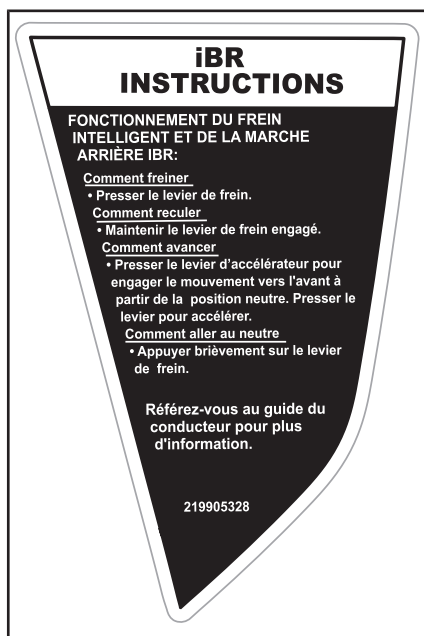 iBR
INSTRUCTIONS
FONCTIONNEMENT DU FREIN
INTELLIGENT ET DE LA MARCHE
ARRIÈRE IBR:
Comment freiner
• Presser le levier de frein.
Comment reculer
• Maintenir le levier de frein engagé.
Comment avancer
• Presser le levier d'accélérateur pour
engager le mouvement vers l'avant à
partir de la position neutre. Presser le
levier pour accélérer.
Comment aller au neutre
• Appuyer brièvement sur le levier
de frein.
Référez-vous au guide du
conducteur pour plus
d'information.
219905328